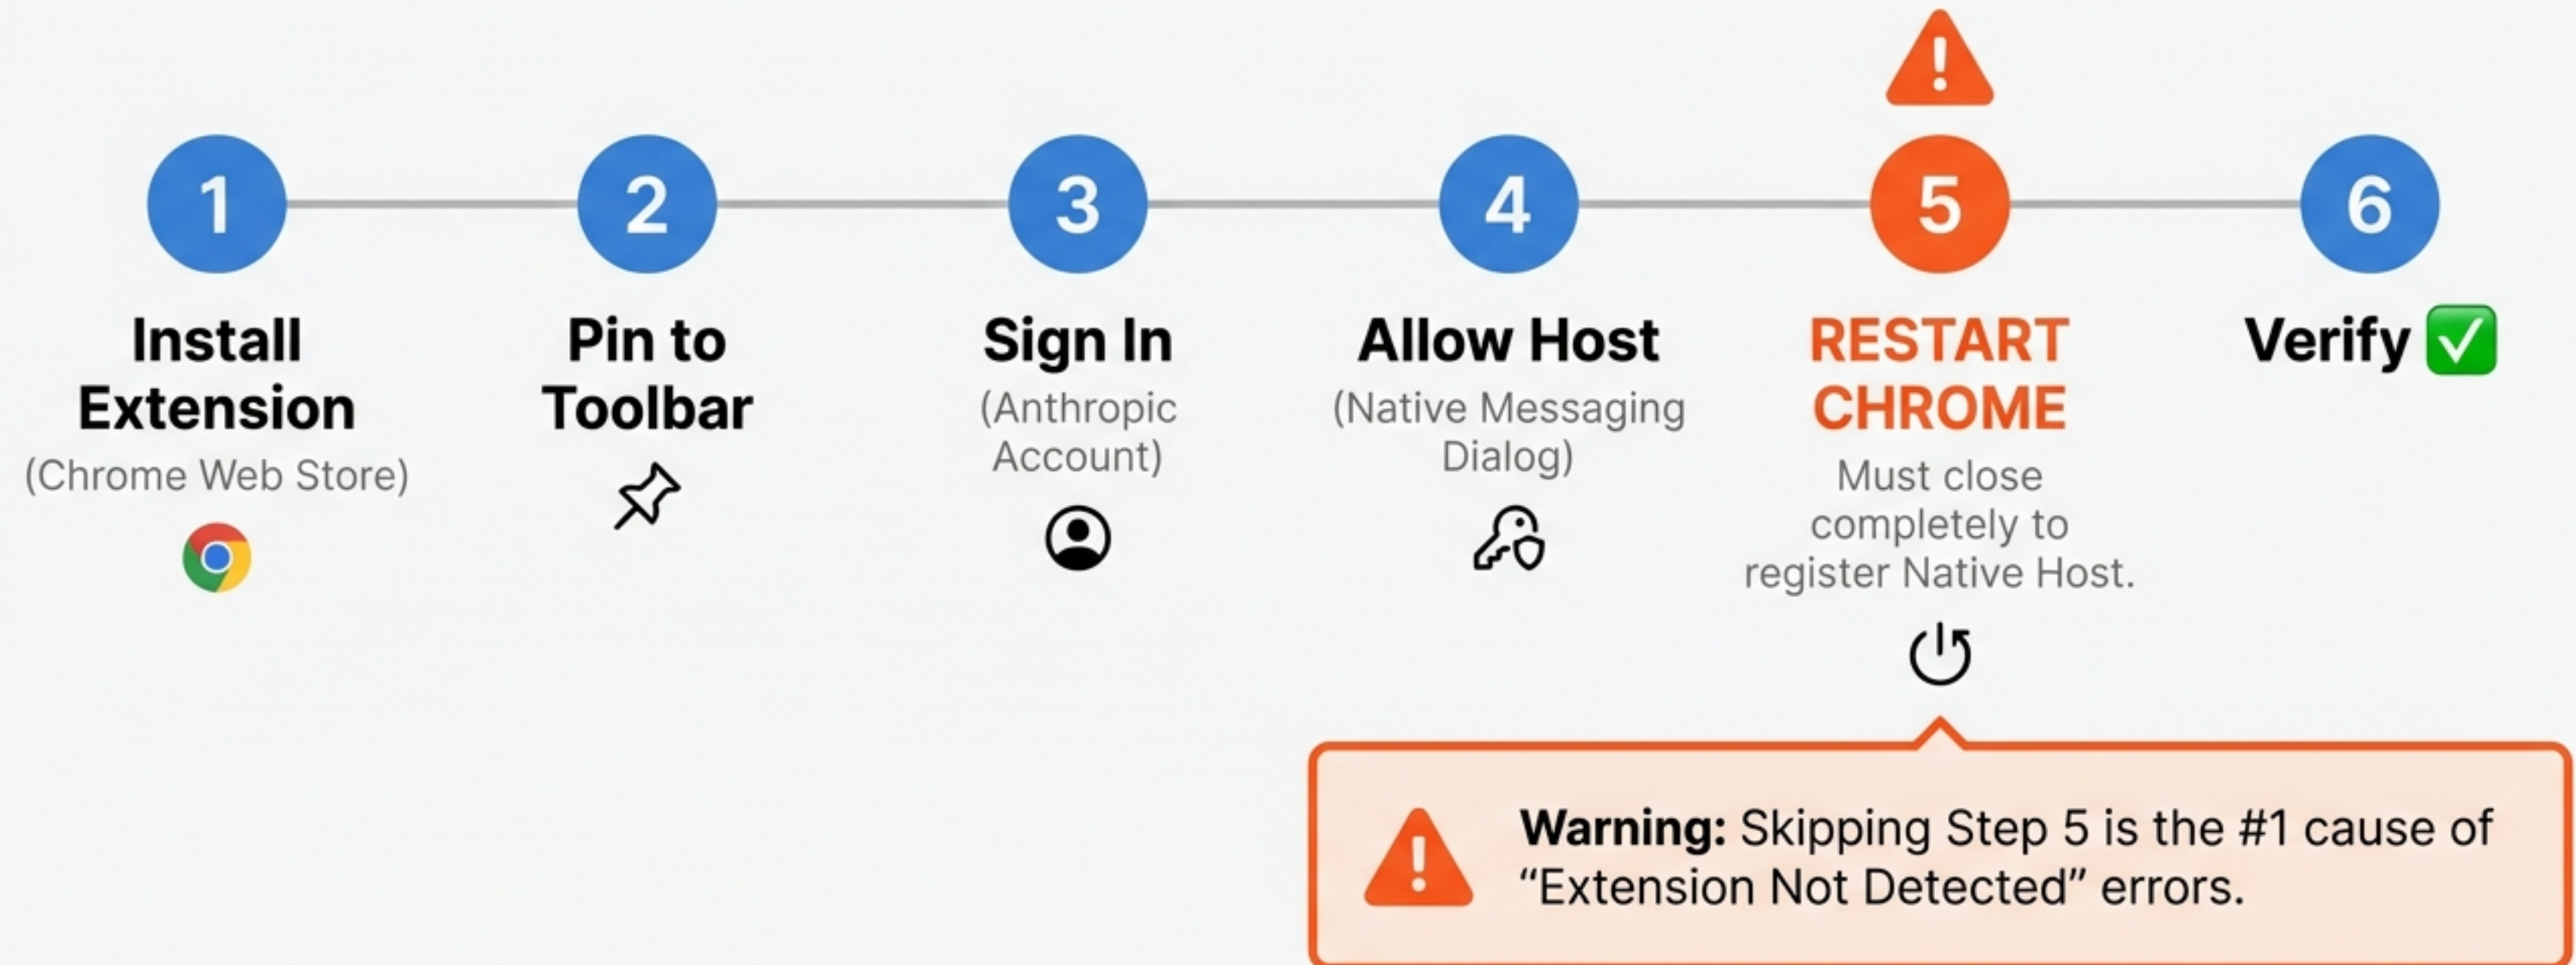 1
Install
Extension
(Chrome Web Store)
2
Pin to
Toolbar
3
Sign In
(Anthropic
Account)
4
Allow Host
(Native Messaging
Dialog)
5
RESTART
CHROME
Must close
completely to
register Native Host.
6
Verify ✅
Warning: Skipping Step 5 is the #1 cause of
“Extension Not Detected” errors.